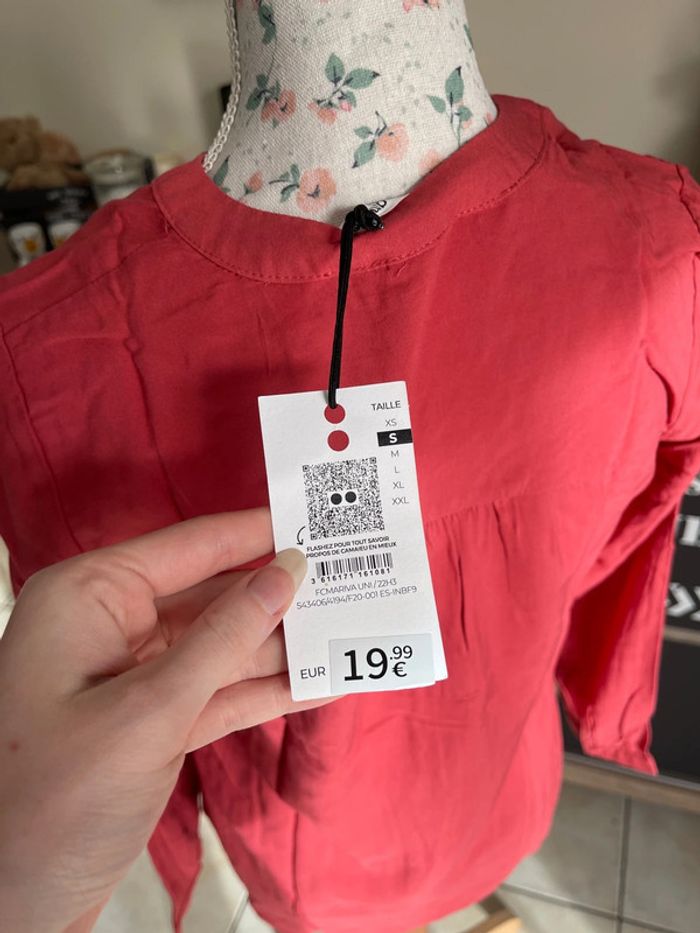 TAILLE
XS
S
M
L
XL
XXL
FLASHEZ POUR TOUT SAVOIR
PROPOS DE CAMAIEU EN MIEUX
3 616171 161081
FCMARIVA UNI / 22H3
543406/4194/F20-001 ES-INBF9
EUR 19.99 €